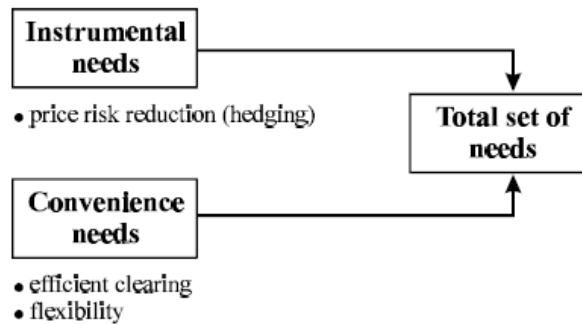 Instrumental
needs
• price risk reduction (hedging)
Total set of
needs
Convenience
needs
• efficient clearing
• flexibility